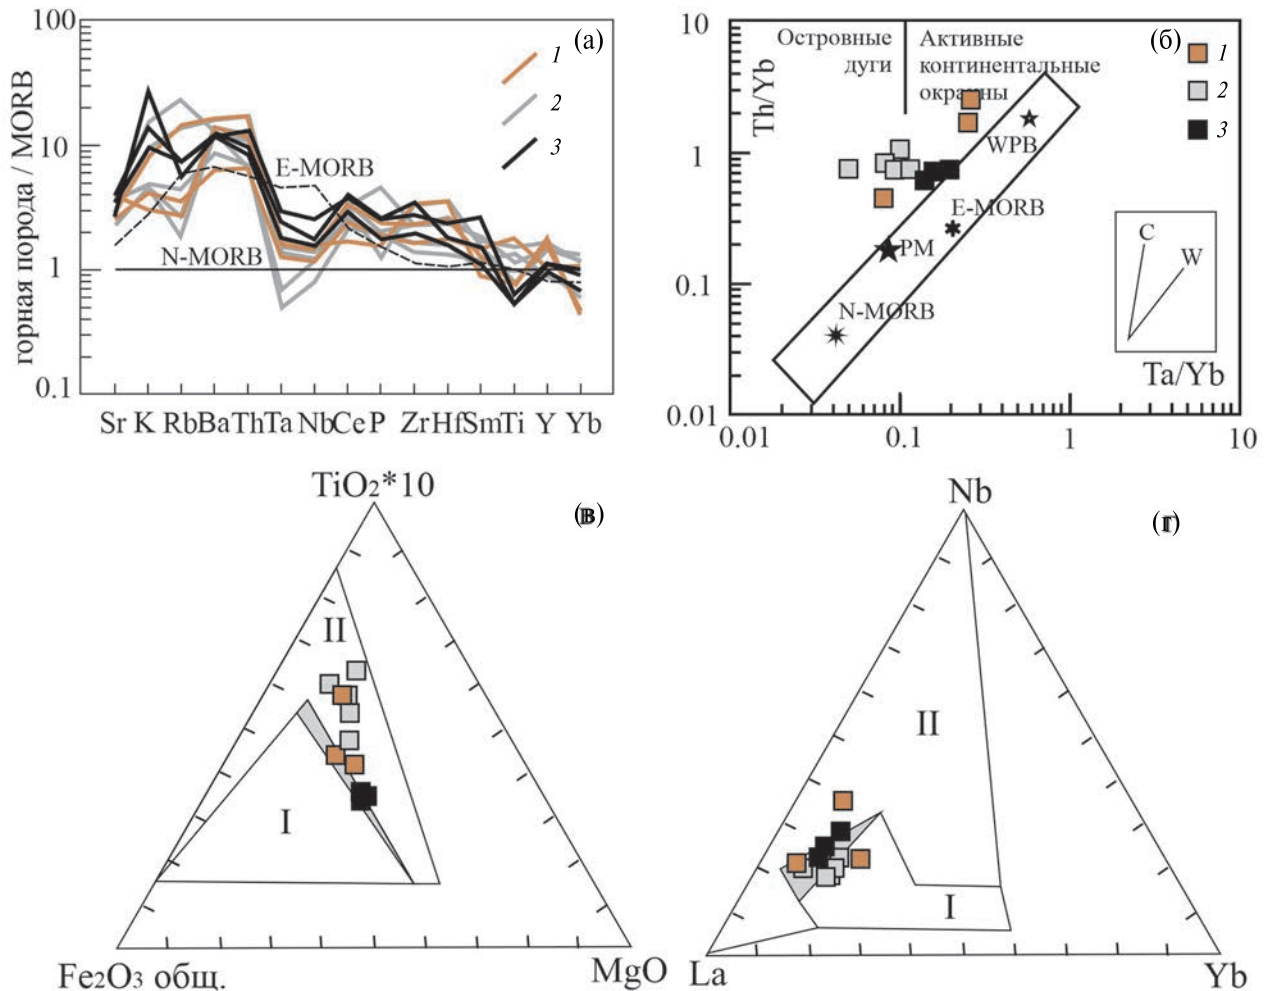 100
10
1
0.1
горная порода / MORB
(а)
1
2
3
E-MORB
N-MORB
Sr K Rb Ba Th Ta Nb Ce P Zr Hf Sm Ti Y Yb
10
1
0.1
0.01
Th/Yb
Островные
дуги
Активные
континентальные
окраины
(б)
1
2
3
WPB
E-MORB
PM
N-MORB
C
W
Ta/Yb
0.01 0.1 1 10
TiO₂*10
(в)
II
I
Fe₂O₃ общ.
MgO
Nb
(г)
II
I
La
Yb